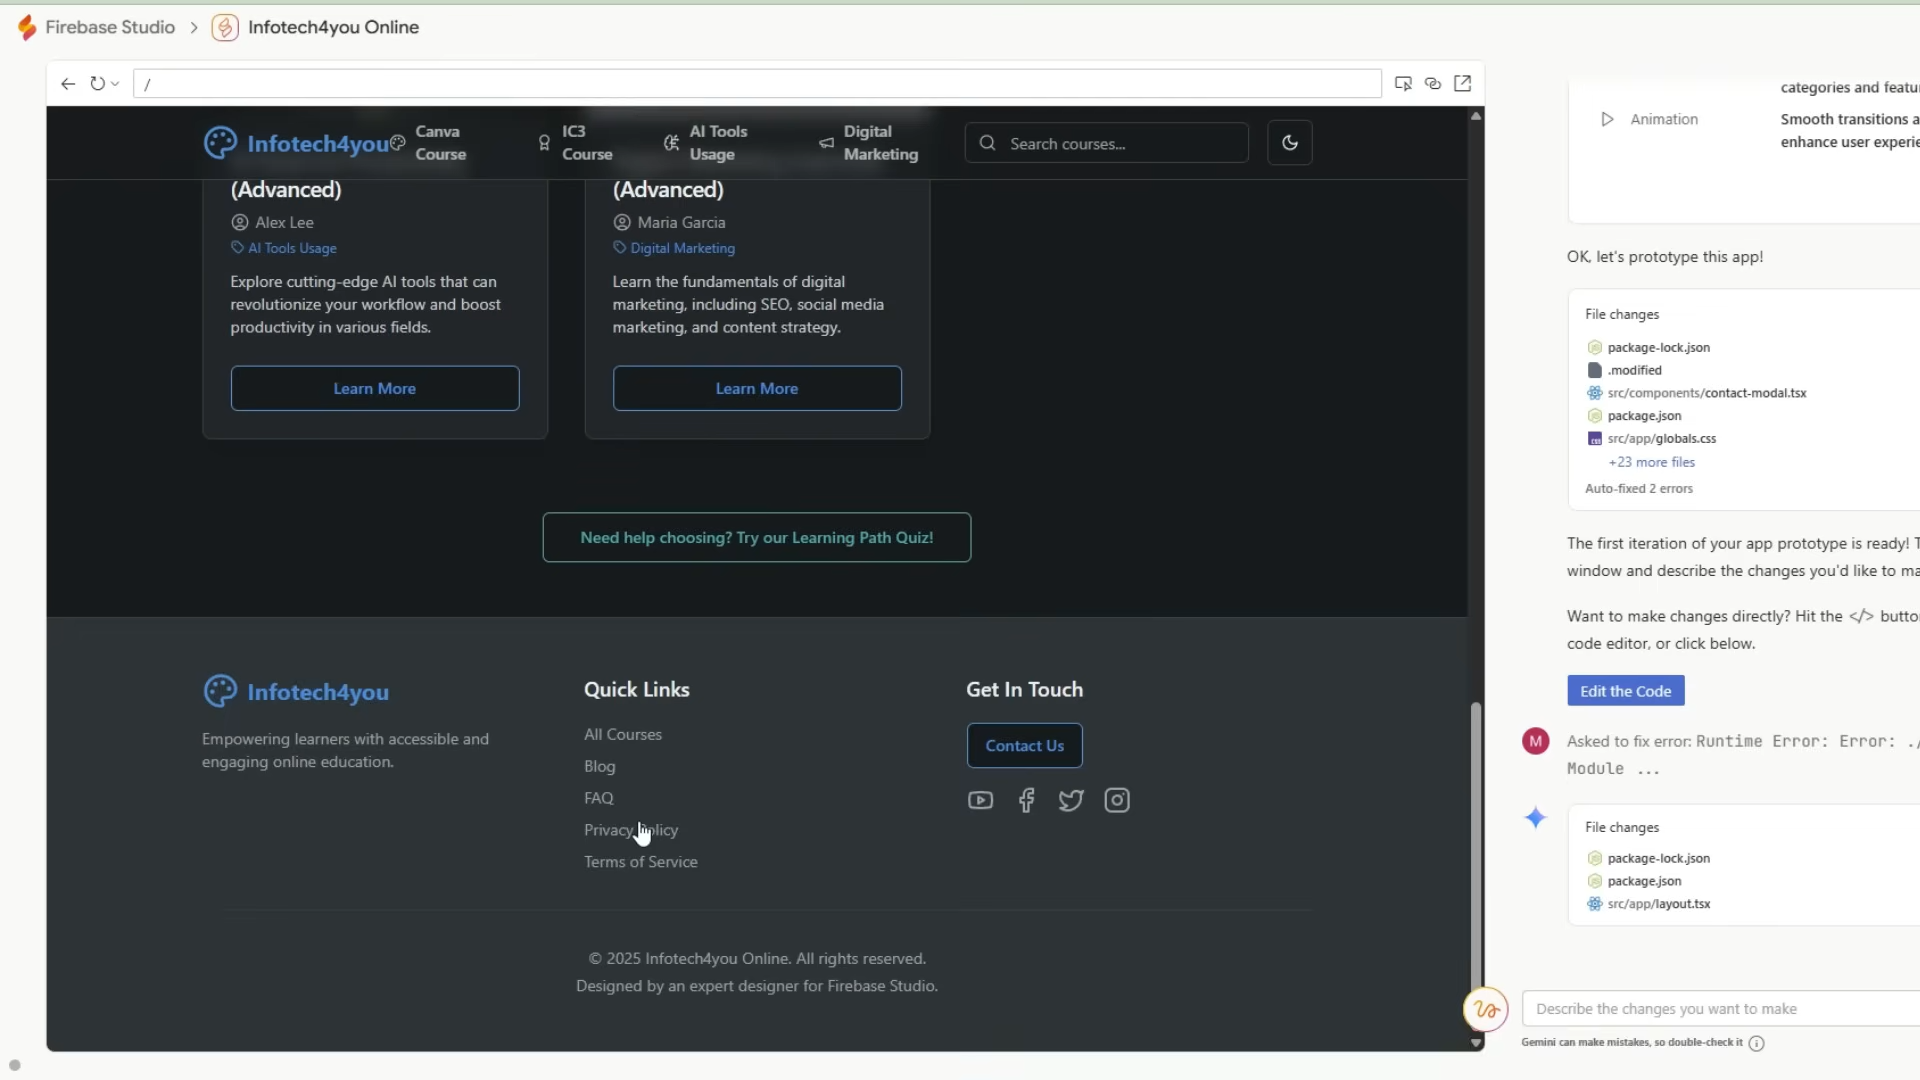 Firebase Studio > Infotech4you Online
/
Infotech4you
Canva
Course
IC3
Course
AI Tools
Usage
Digital
Marketing
Search courses...
(Advanced)
Alex Lee
AI Tools Usage
Explore cutting-edge AI tools that can
revolutionize your workflow and boost
productivity in various fields.
Learn More
(Advanced)
Maria Garcia
Digital Marketing
Learn the fundamentals of digital
marketing, including SEO, social media
marketing, and content strategy.
Learn More
Need help choosing? Try our Learning Path Quiz!
Infotech4you
Empowering learners with accessible and
engaging online education.
Quick Links
All Courses
Blog
FAQ
Privacy Policy
Terms of Service
Get In Touch
Contact Us
© 2025 Infotech4you Online. All rights reserved.
Designed by an expert designer for Firebase Studio.
categories and featu
Animation
Smooth transitions a
enhance user experie
OK, let's prototype this app!
File changes
package-lock.json
.modified
src/components/contact-modal.tsx
package.json
src/app/globals.css
+23 more files
Auto-fixed 2 errors
The first iteration of your app prototype is ready! T
window and describe the changes you'd like to ma
Want to make changes directly? Hit the </> butto
code editor, or click below.
Edit the Code
M
Asked to fix error: Runtime Error: Error: ./
Module ...
File changes
package-lock.json
package.json
src/app/layout.tsx
Describe the changes you want to make
Gemini can make mistakes, so double-check it